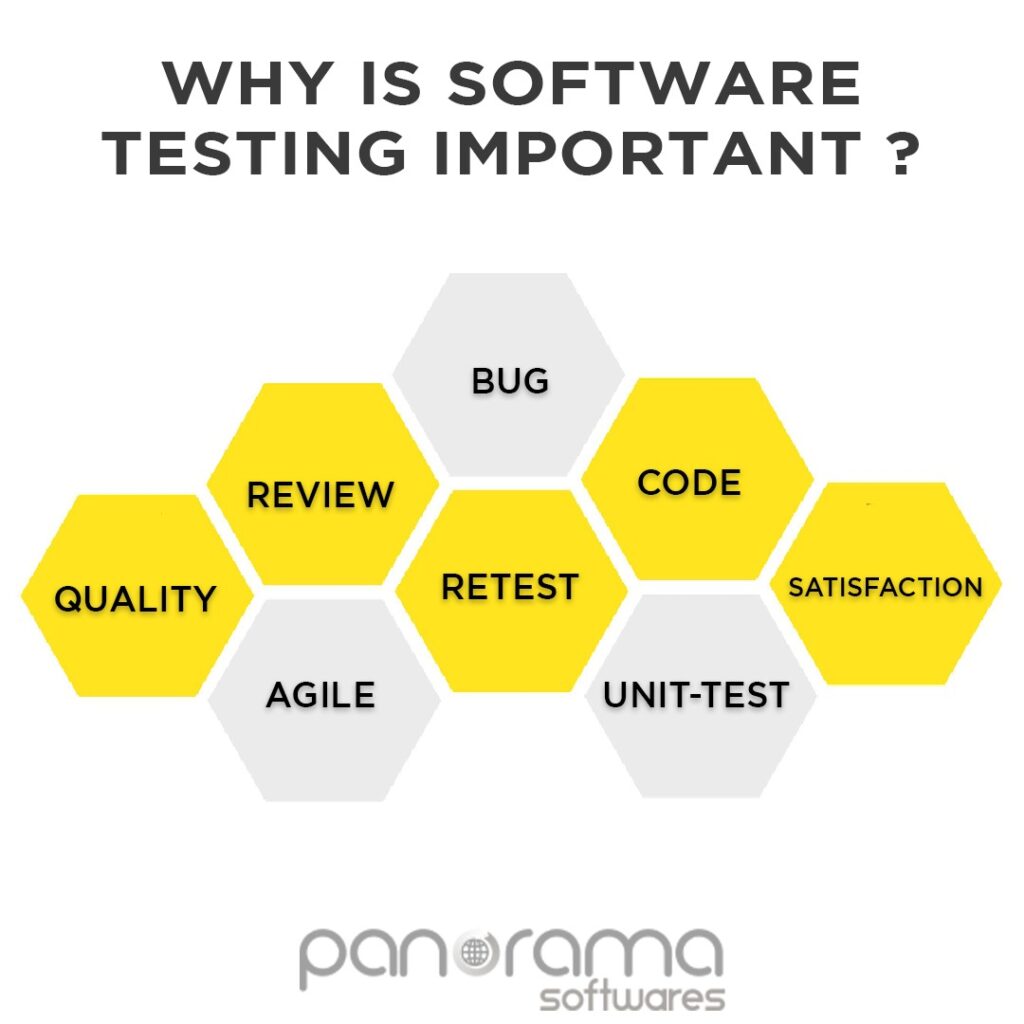 WHY IS SOFTWARE
TESTING IMPORTANT ?
BUG
REVIEW
CODE
QUALITY
RETEST
SATISFACTION
AGILE
UNIT-TEST
panorama
softwares